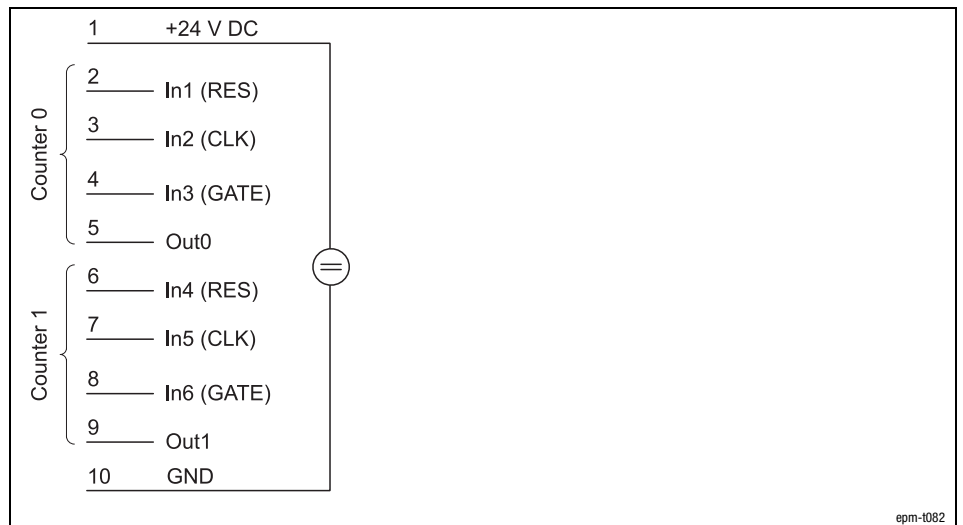 1 +24 V DC
Counter 0
2 In1 (RES)
3 In2 (CLK)
4 In3 (GATE)
5 Out0
Counter 1
6 In4 (RES)
7 In5 (CLK)
8 In6 (GATE)
9 Out1
10 GND
epm-t082